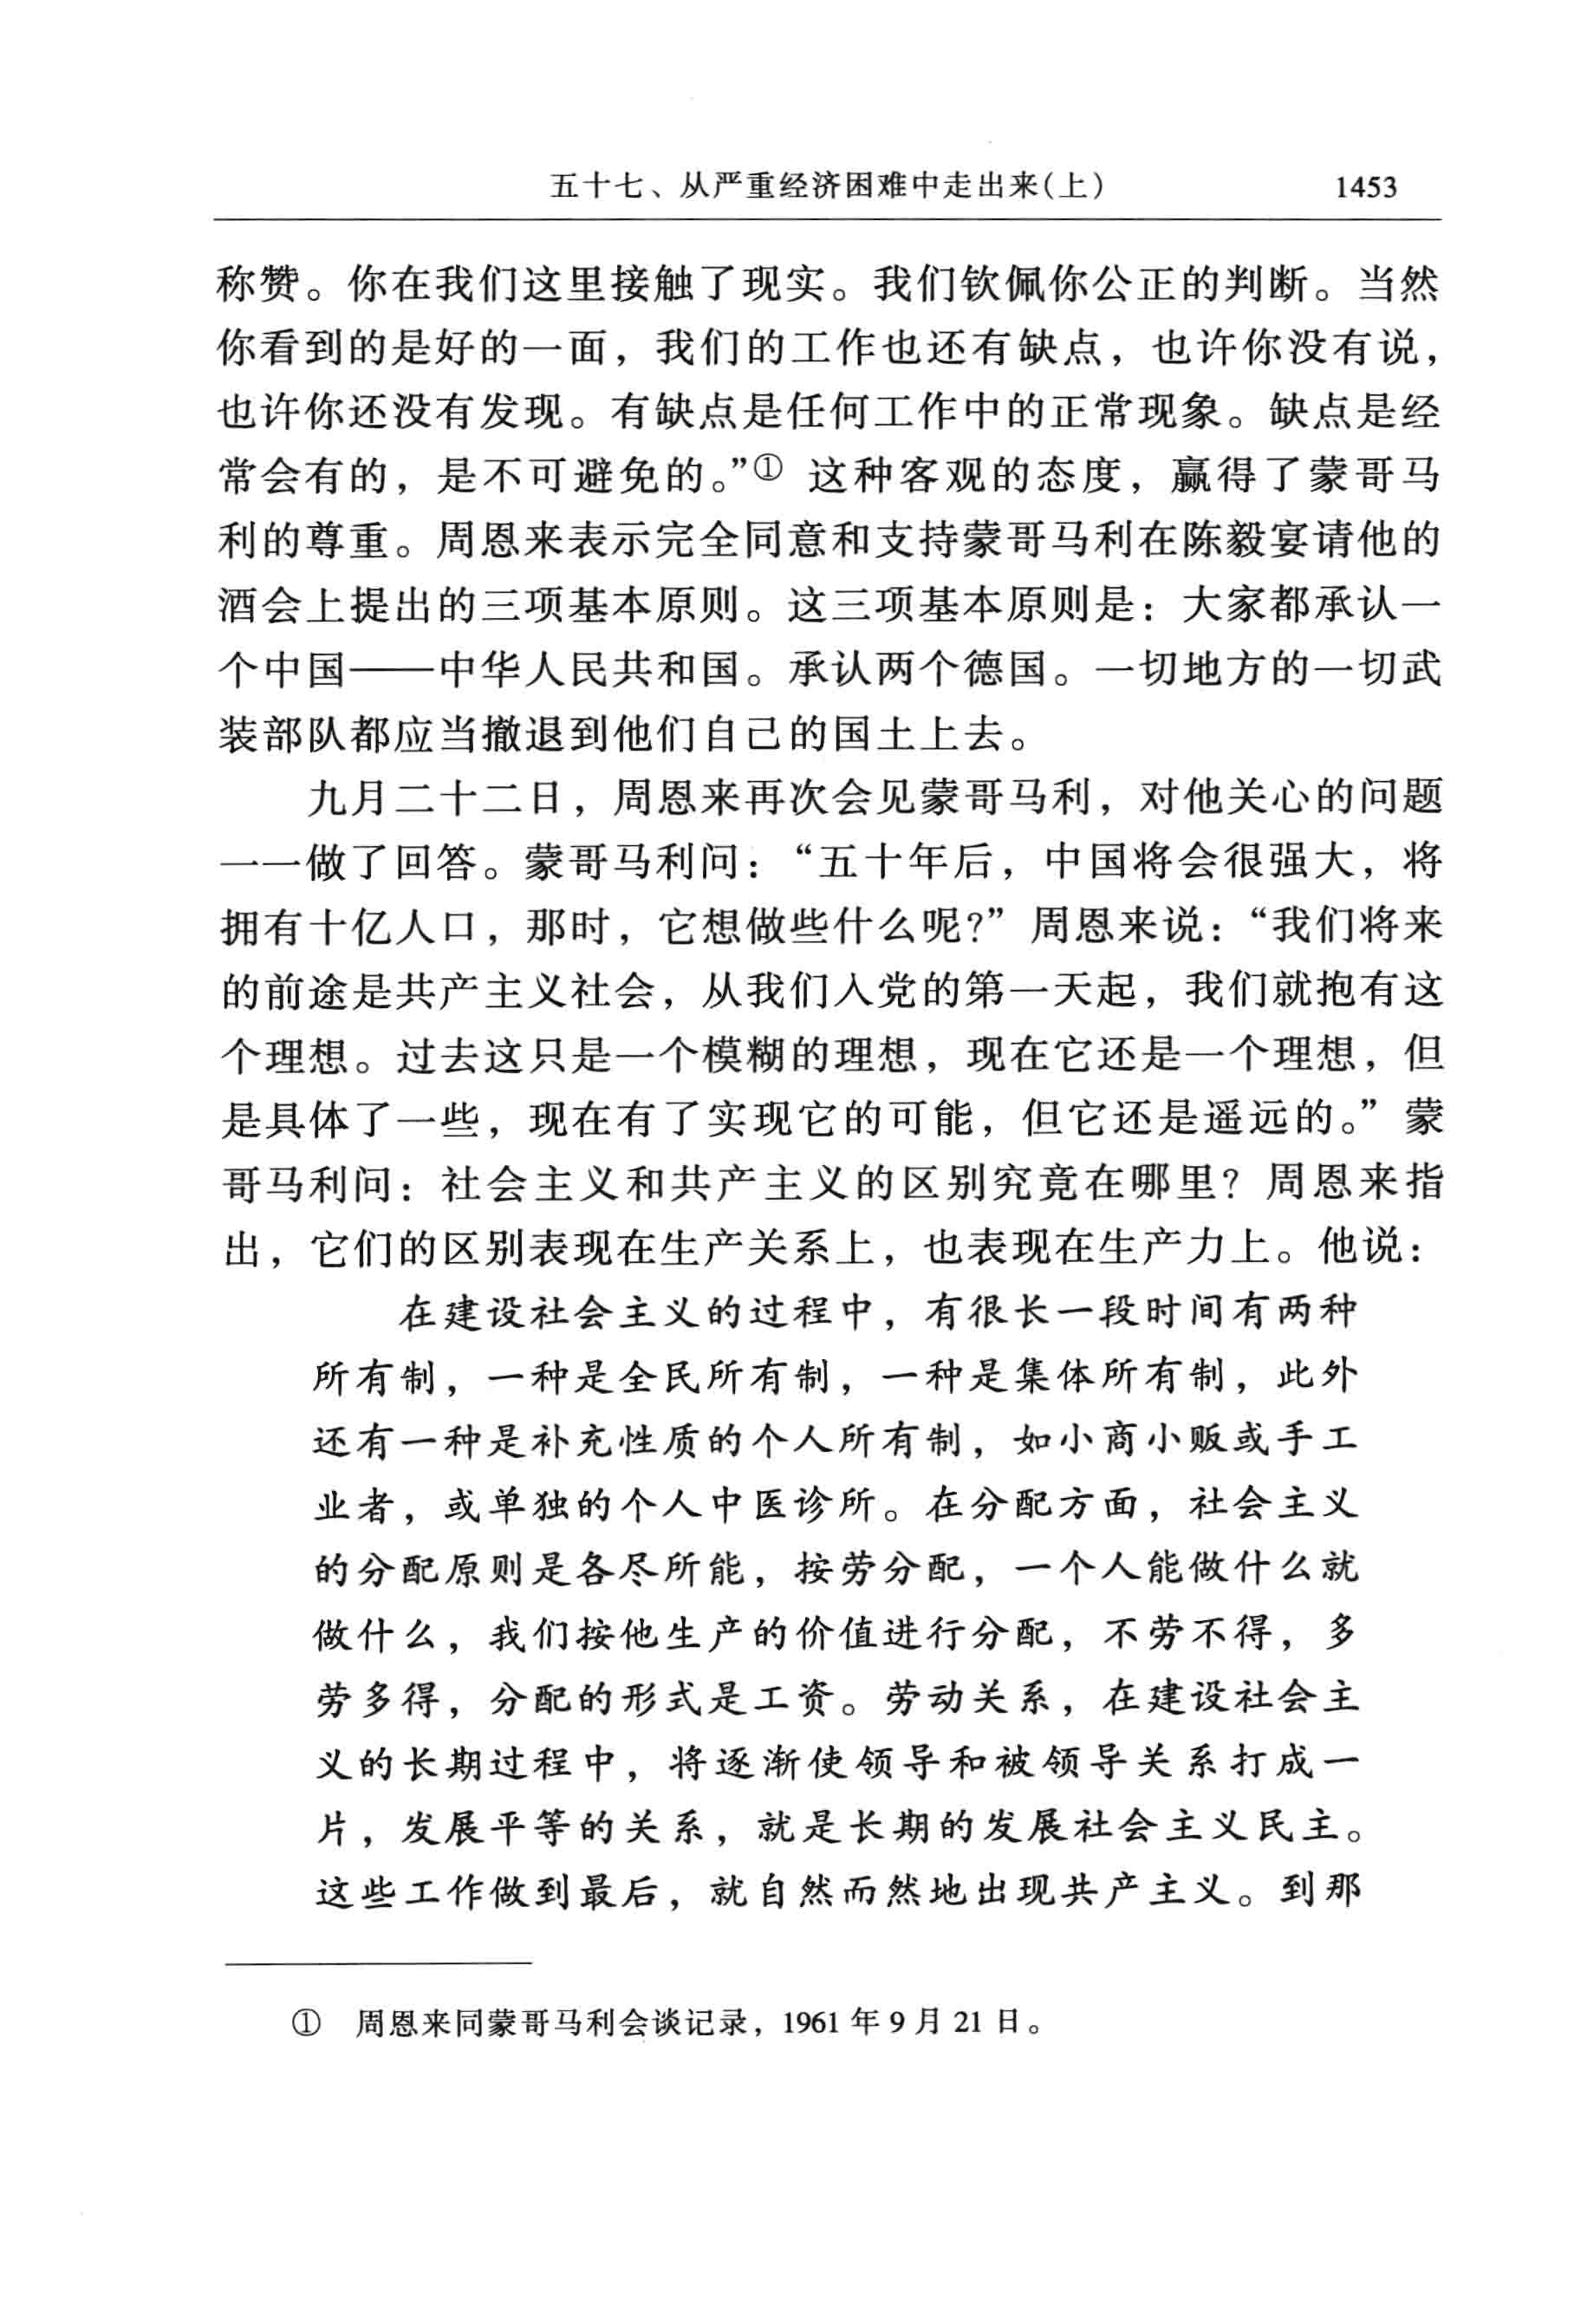 五十七、从严重经济困难中走出来(上) 1453
称赞。你在我们这里接触了现实。我们钦佩你公正的判断。当然
你看到的是好的一面，我们的工作也还有缺点，也许你没有说，
也许你还没有发现。有缺点是任何工作中的正常现象。缺点是经
常会有的，是不可避免的。”① 这种客观的态度，赢得了蒙哥马
利的尊重。周恩来表示完全同意和支持蒙哥马利在陈毅宴请他的
酒会上提出的三项基本原则。这三项基本原则是：大家都承认一
个中国——中华人民共和国。承认两个德国。一切地方的一切武
装部队都应当撤退到他们自己的国土上去。
九月二十二日，周恩来再次会见蒙哥马利，对他关心的问题
一一做了回答。蒙哥马利问：“五十年后，中国将会很强大，将
拥有十亿人口，那时，它想做些什么呢?”周恩来说：“我们将来
的前途是共产主义社会，从我们入党的第一天起，我们就抱有这
个理想。过去这只是一个模糊的理想，现在它还是一个理想，但
是具体了一些，现在有了实现它的可能，但它还是遥远的。”蒙
哥马利问：社会主义和共产主义的区别究竟在哪里？周恩来指
出，它们的区别表现在生产关系上，也表现在生产力上。他说：
在建设社会主义的过程中，有很长一段时间有两种
所有制，一种是全民所有制，一种是集体所有制，此外
还有一种是补充性质的个人所有制，如小商小贩或手工
业者，或单独的个人中医诊所。在分配方面，社会主义
的分配原则是各尽所能，按劳分配，一个人能做什么就
做什么，我们按他生产的价值进行分配，不劳不得，多
劳多得，分配的形式是工资。劳动关系，在建设社会主
义的长期过程中，将逐渐使领导和被领导关系打成一
片，发展平等的关系，就是长期的发展社会主义民主。
这些工作做到最后，就自然而然地出现共产主义。到那
① 周恩来同蒙哥马利会谈记录，1961 年 9 月 21 日。